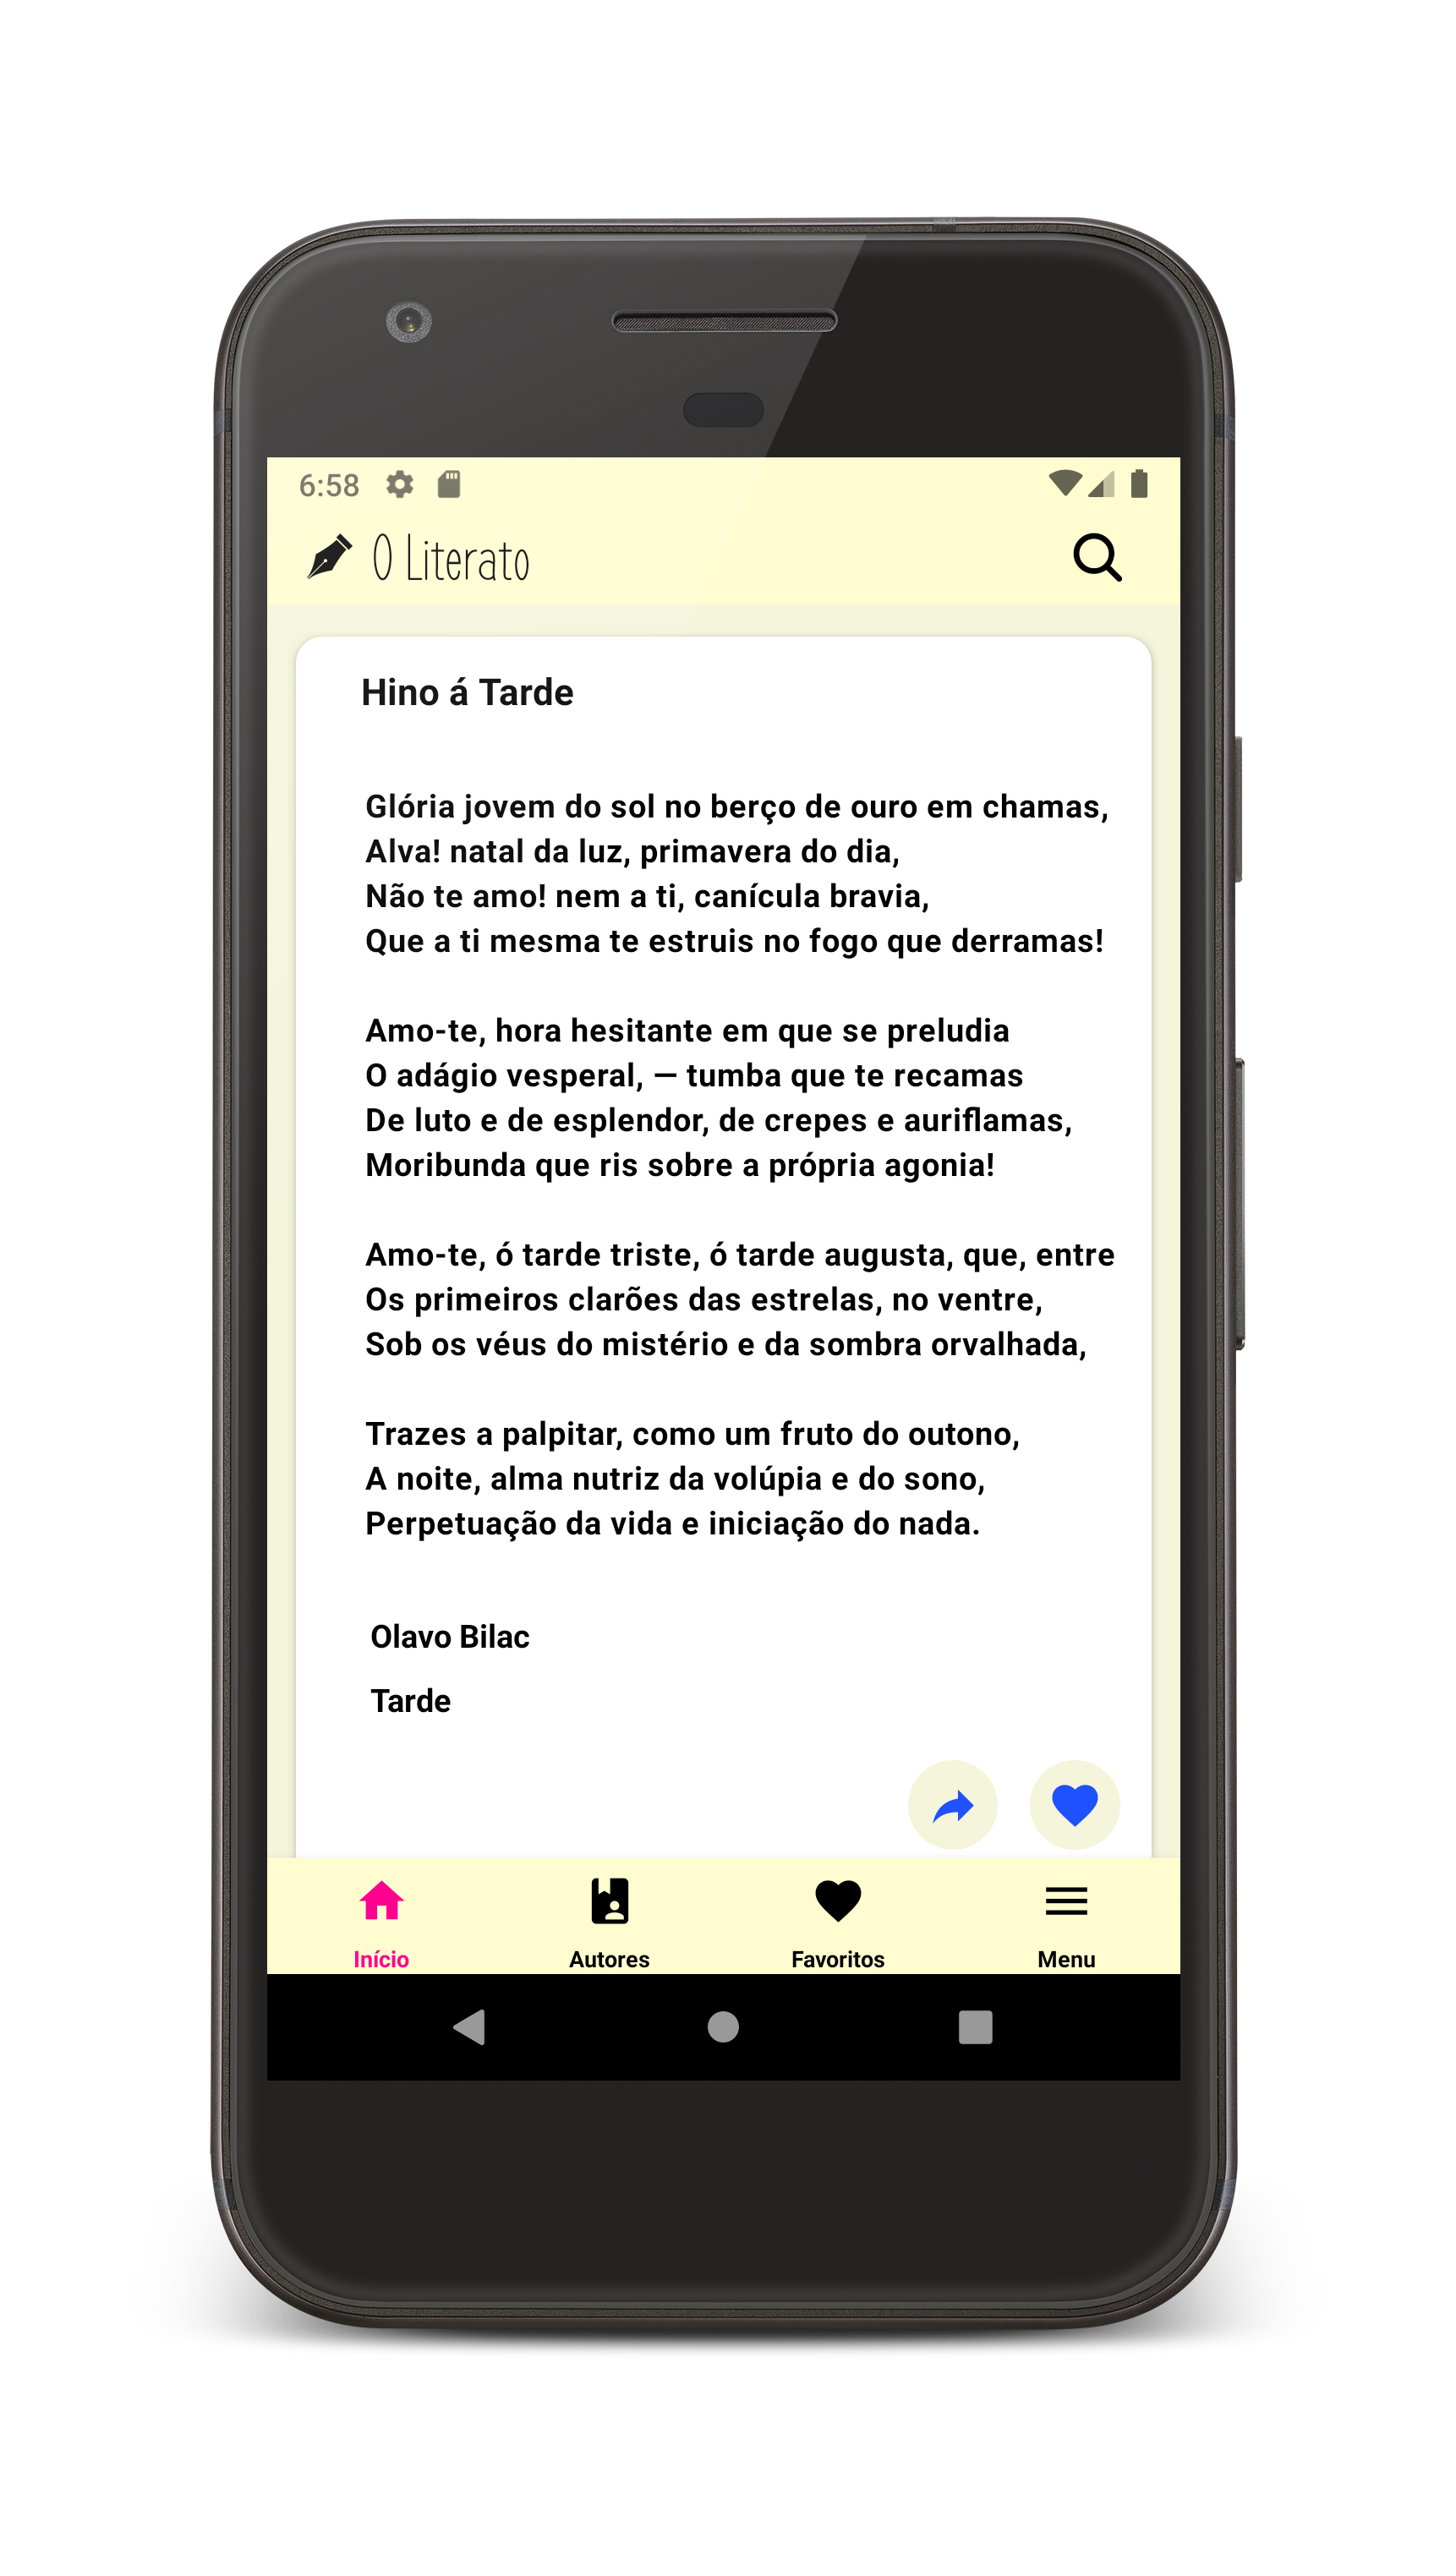 6:58
O Literato
Hino á Tarde
Glória jovem do sol no berço de ouro em chamas,
Alva! natal da luz, primavera do dia,
Não te amo! nem a ti, canícula bravia,
Que a ti mesma te estruis no fogo que derramas!
Amo-te, hora hesitante em que se preludia
O adágio vesperal, — tumba que te recamas
De luto e de esplendor, de crepes e auriflamas,
Moribunda que ris sobre a própria agonia!
Amo-te, ó tarde triste, ó tarde augusta, que, entre
Os primeiros clarões das estrelas, no ventre,
Sob os véus do mistério e da sombra orvalhada,
Trazes a palpitar, como um fruto do outono,
A noite, alma nutriz da volúpia e do sono,
Perpetuação da vida e iniciação do nada.
Olavo Bilac
Tarde
Início Autores Favoritos Menu